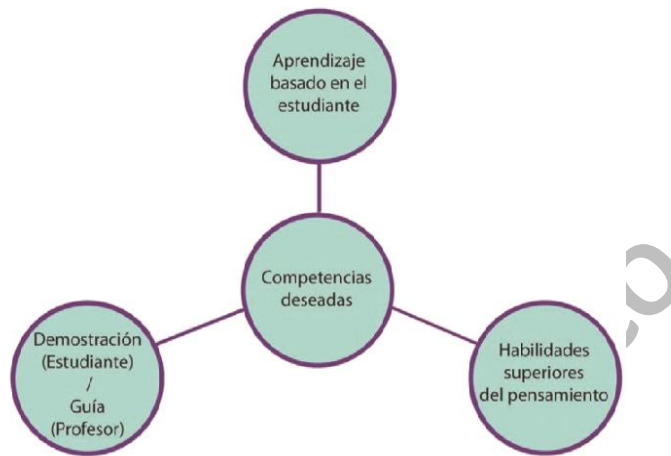 Aprendizaje
basado en el
estudiante
Competencias
deseadas
Demostración
(Estudiante)
/
Guía
(Profesor)
Habilidades
superiores
del pensamiento